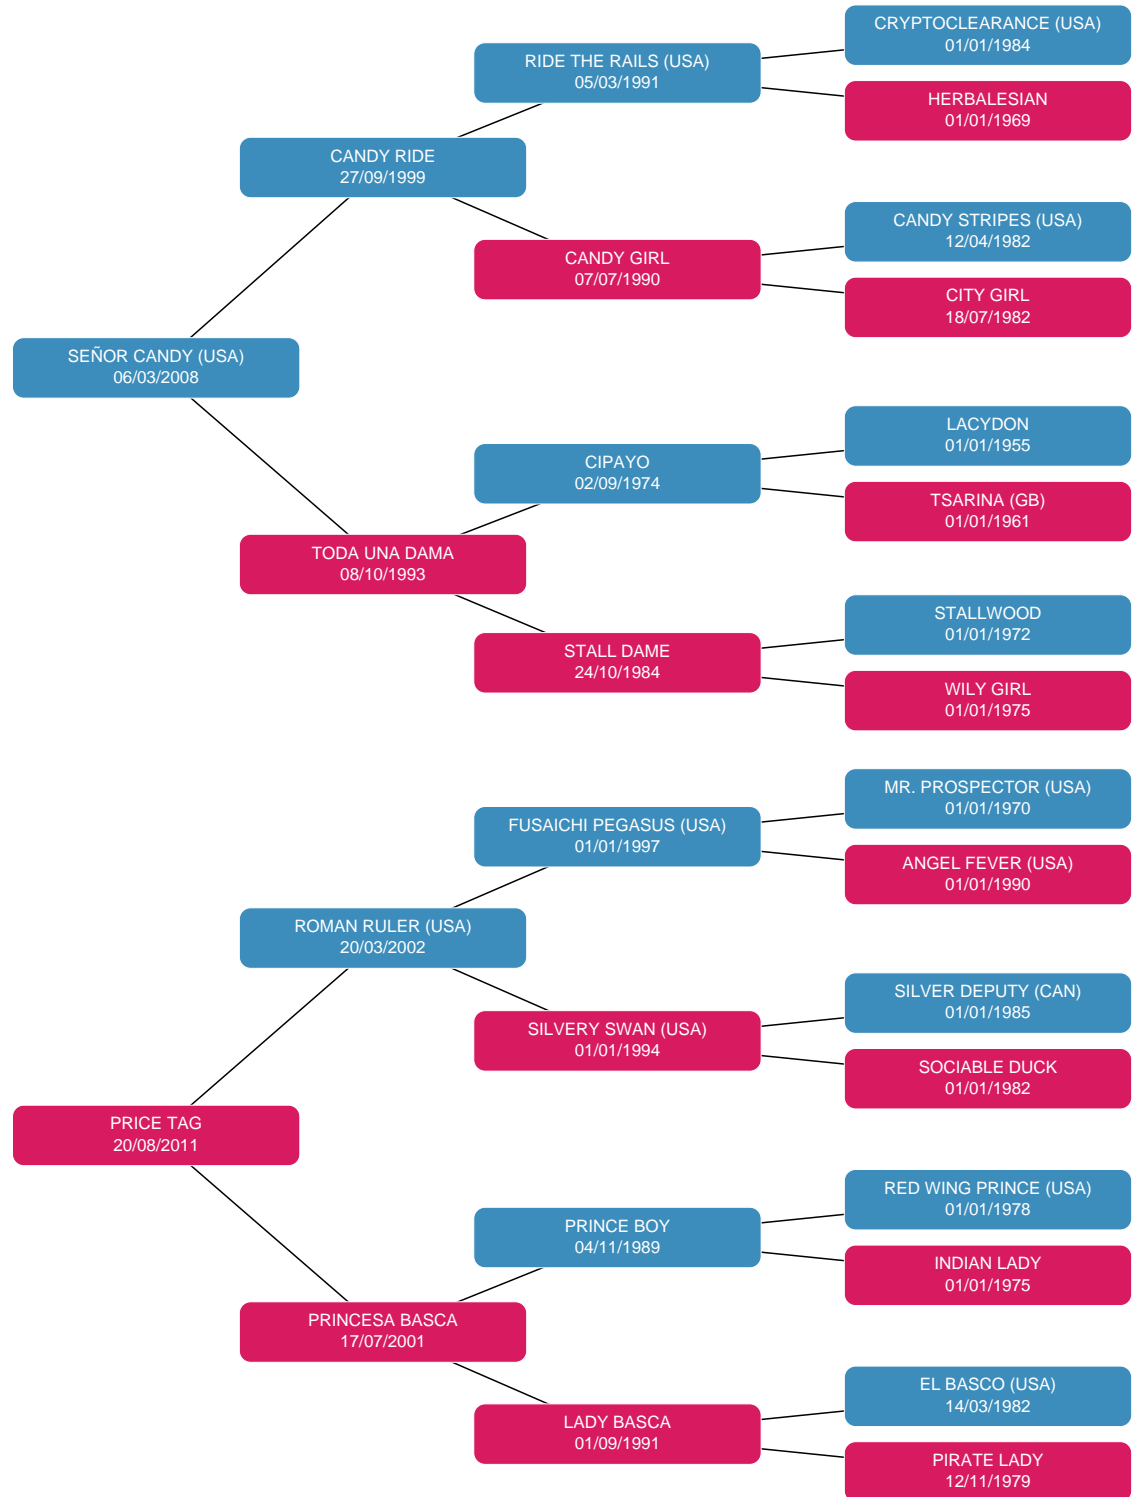 CRYPTOCLEARANCE (USA)
01/01/1984
RIDE THE RAILS (USA)
05/03/1991
HERBALESIAN
01/01/1969
CANDY RIDE
27/09/1999
CANDY STRIPES (USA)
12/04/1982
CANDY GIRL
07/07/1990
CITY GIRL
18/07/1982
SEÑOR CANDY (USA)
06/03/2008
LACYDON
01/01/1955
CIPAYO
02/09/1974
TSARINA (GB)
01/01/1961
TODA UNA DAMA
08/10/1993
STALLWOOD
01/01/1972
STALL DAME
24/10/1984
WILY GIRL
01/01/1975
MR. PROSPECTOR (USA)
01/01/1970
FUSAICHI PEGASUS (USA)
01/01/1997
ANGEL FEVER (USA)
01/01/1990
ROMAN RULER (USA)
20/03/2002
SILVER DEPUTY (CAN)
01/01/1985
SILVERY SWAN (USA)
01/01/1994
SOCIABLE DUCK
01/01/1982
PRICE TAG
20/08/2011
RED WING PRINCE (USA)
01/01/1978
PRINCE BOY
04/11/1989
INDIAN LADY
01/01/1975
PRINCESA BASCA
17/07/2001
EL BASCO (USA)
14/03/1982
LADY BASCA
01/09/1991
PIRATE LADY
12/11/1979